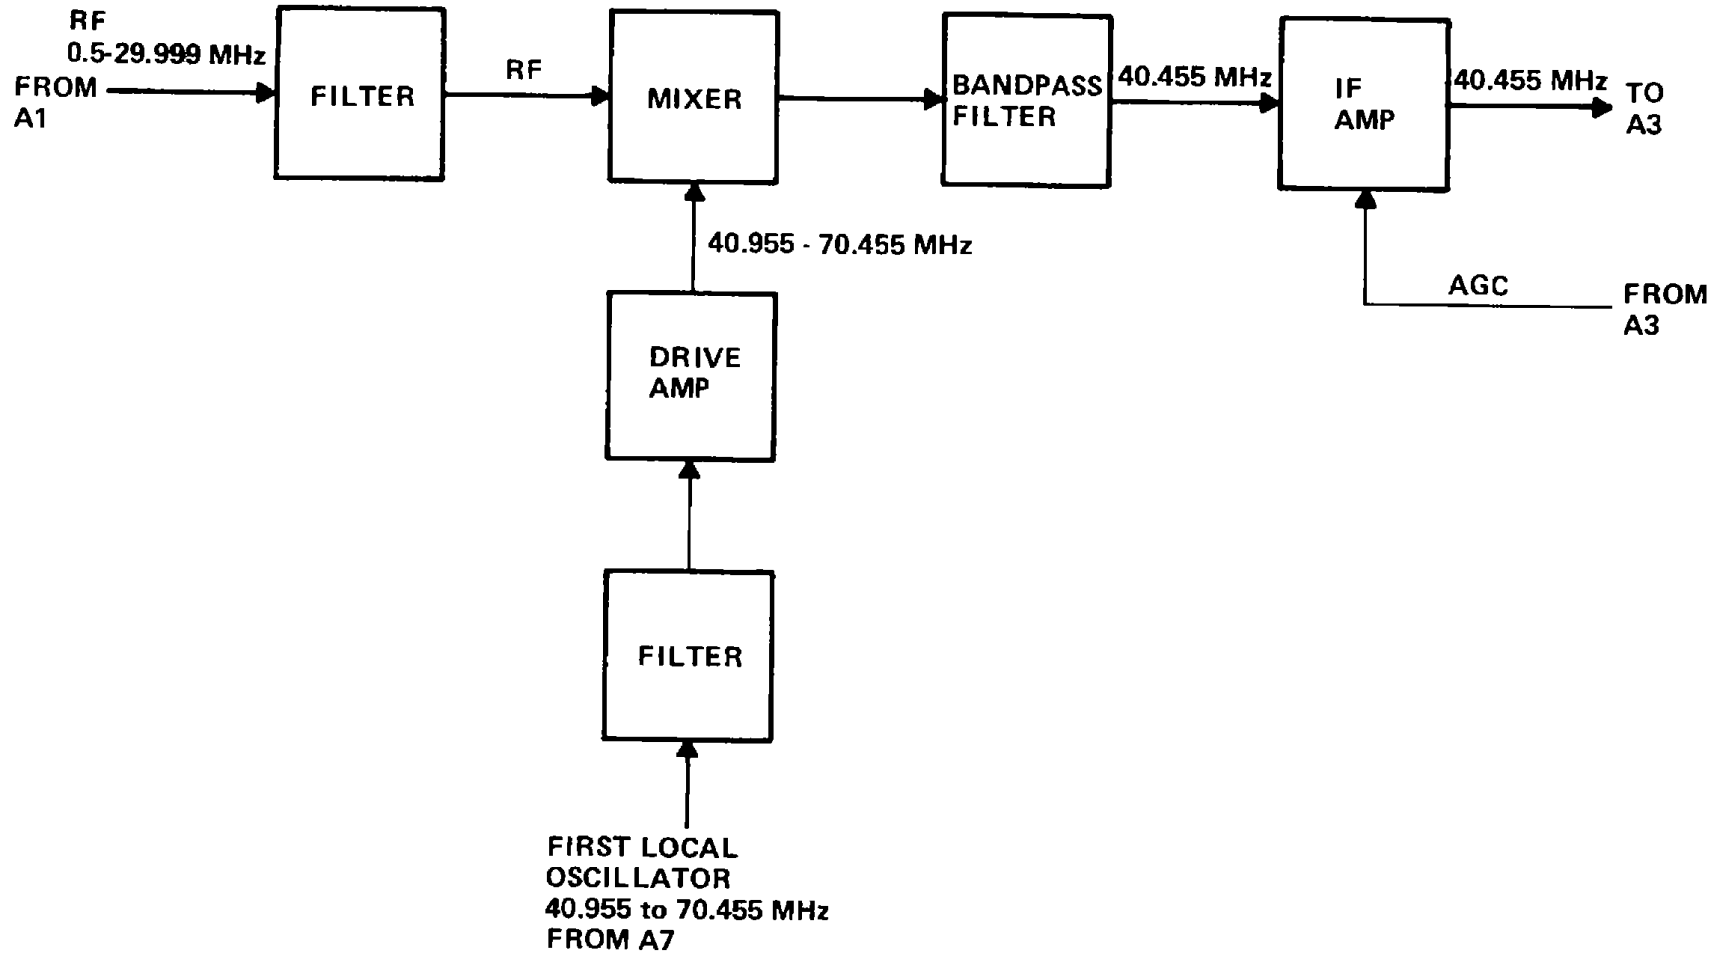 RF
0.5-29.999 MHz
FROM
A1
FILTER
RF
MIXER
BANDPASS
FILTER
40.455 MHz
IF
AMP
40.455 MHz
TO
A3
40.955 - 70.455 MHz
AGC
FROM
A3
DRIVE
AMP
FILTER
FIRST LOCAL
OSCILLATOR
40.955 to 70.455 MHz
FROM A7